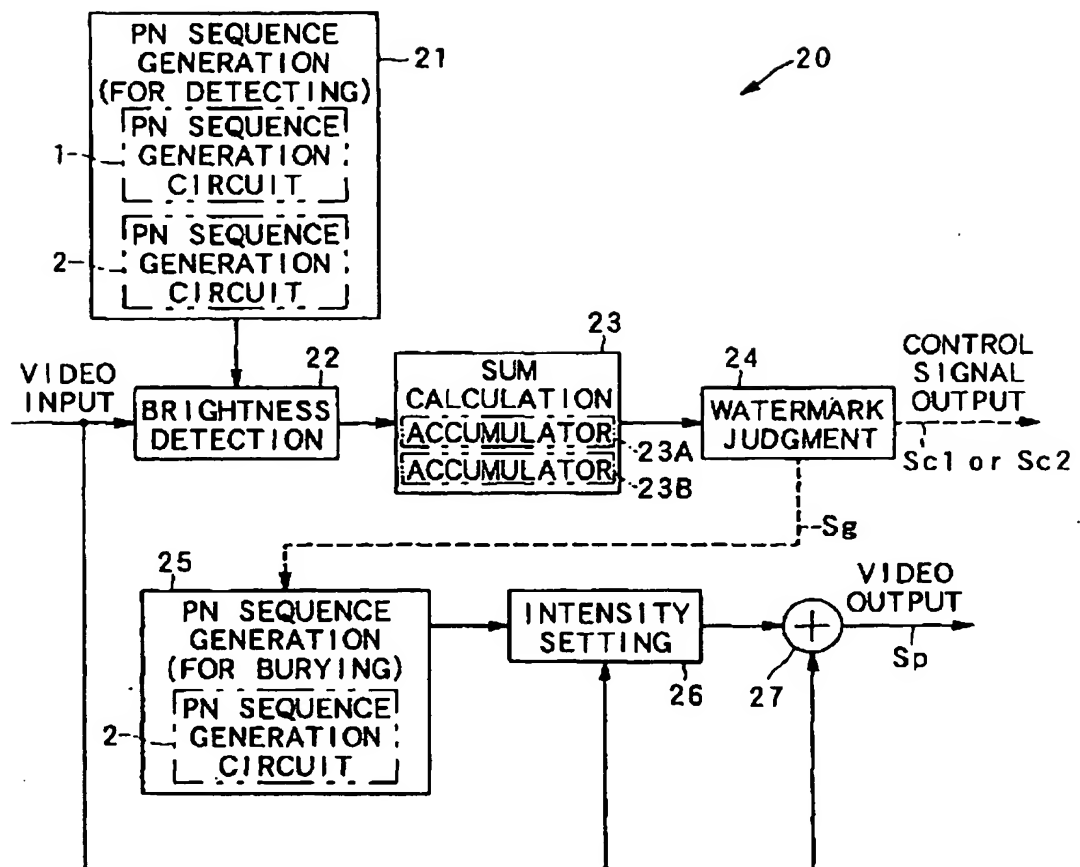 PN SEQUENCE
GENERATION
(FOR DETECTING)
21
20
1
PN SEQUENCE
GENERATION
CIRCUIT
2
PN SEQUENCE
GENERATION
CIRCUIT
VIDEO
INPUT
22
BRIGHTNESS
DETECTION
23
SUM
CALCULATION
ACCUMULATOR
23A
ACCUMULATOR
23B
24
WATERMARK
JUDGMENT
CONTROL
SIGNAL
OUTPUT
Sc1 or Sc2
Sg
25
PN SEQUENCE
GENERATION
(FOR BURYING)
2
PN SEQUENCE
GENERATION
CIRCUIT
INTENSITY
SETTING
26
+
27
VIDEO
OUTPUT
Sp